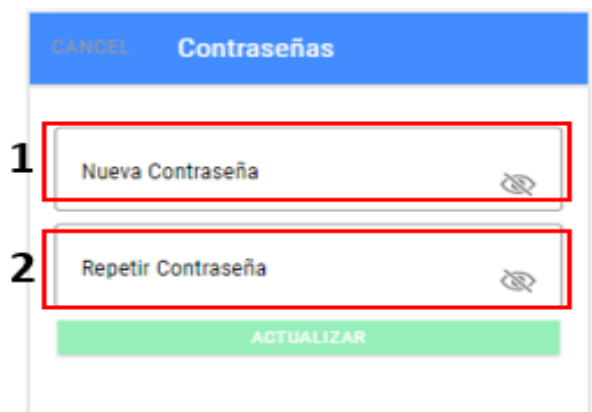 CANCEL Contraseñas
1 Nueva Contraseña
2 Repetir Contraseña
ACTUALIZAR